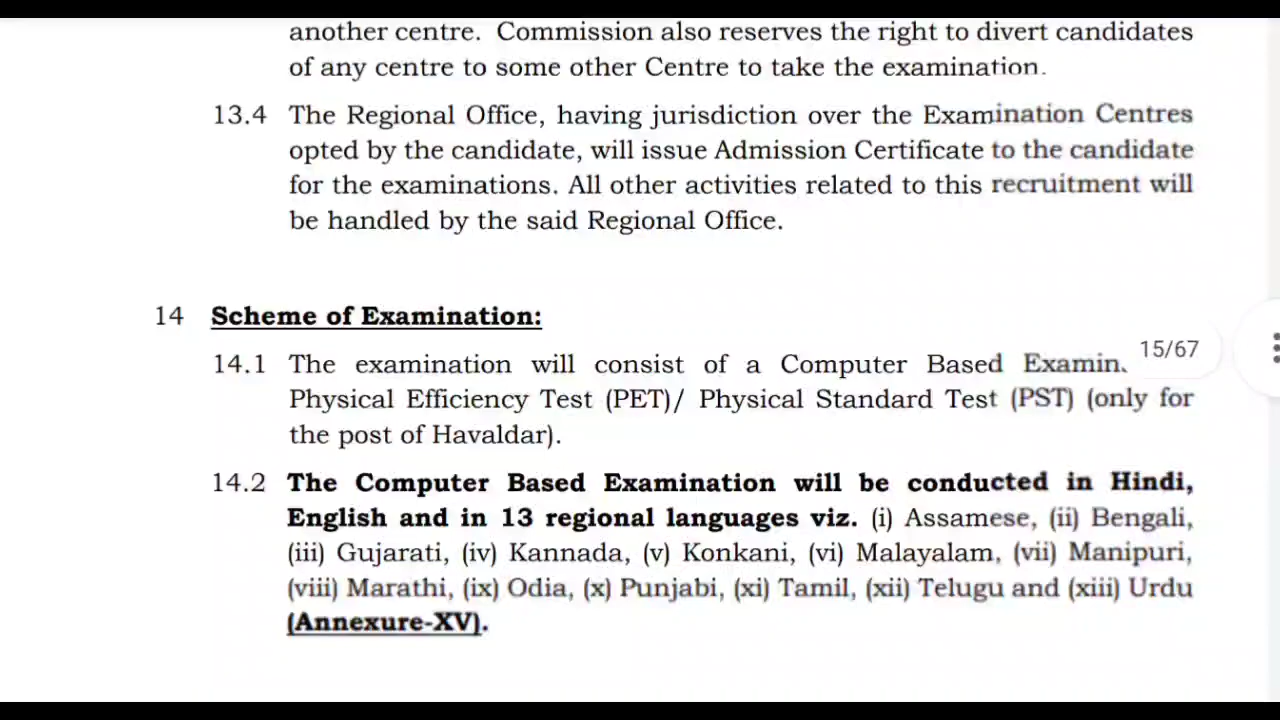 another centre. Commission also reserves the right to divert candidates
of any centre to some other Centre to take the examination.
13.4 The Regional Office, having jurisdiction over the Examination Centres
opted by the candidate, will issue Admission Certificate to the candidate
for the examinations. All other activities related to this recruitment will
be handled by the said Regional Office.
14 Scheme of Examination:
15/67
14.1 The examination will consist of a Computer Based Examin
Physical Efficiency Test (PET)/ Physical Standard Test (PST) (only for
the post of Havaldar).
14.2 The Computer Based Examination will be conducted in Hindi,
English and in 13 regional languages viz. (i) Assamese, (ii) Bengali,
(iii) Gujarati, (iv) Kannada, (v) Konkani, (vi) Malayalam, (vii) Manipuri,
(viii) Marathi, (ix) Odia, (x) Punjabi, (xi) Tamil, (xii) Telugu and (xiii) Urdu
(Annexure-XV).